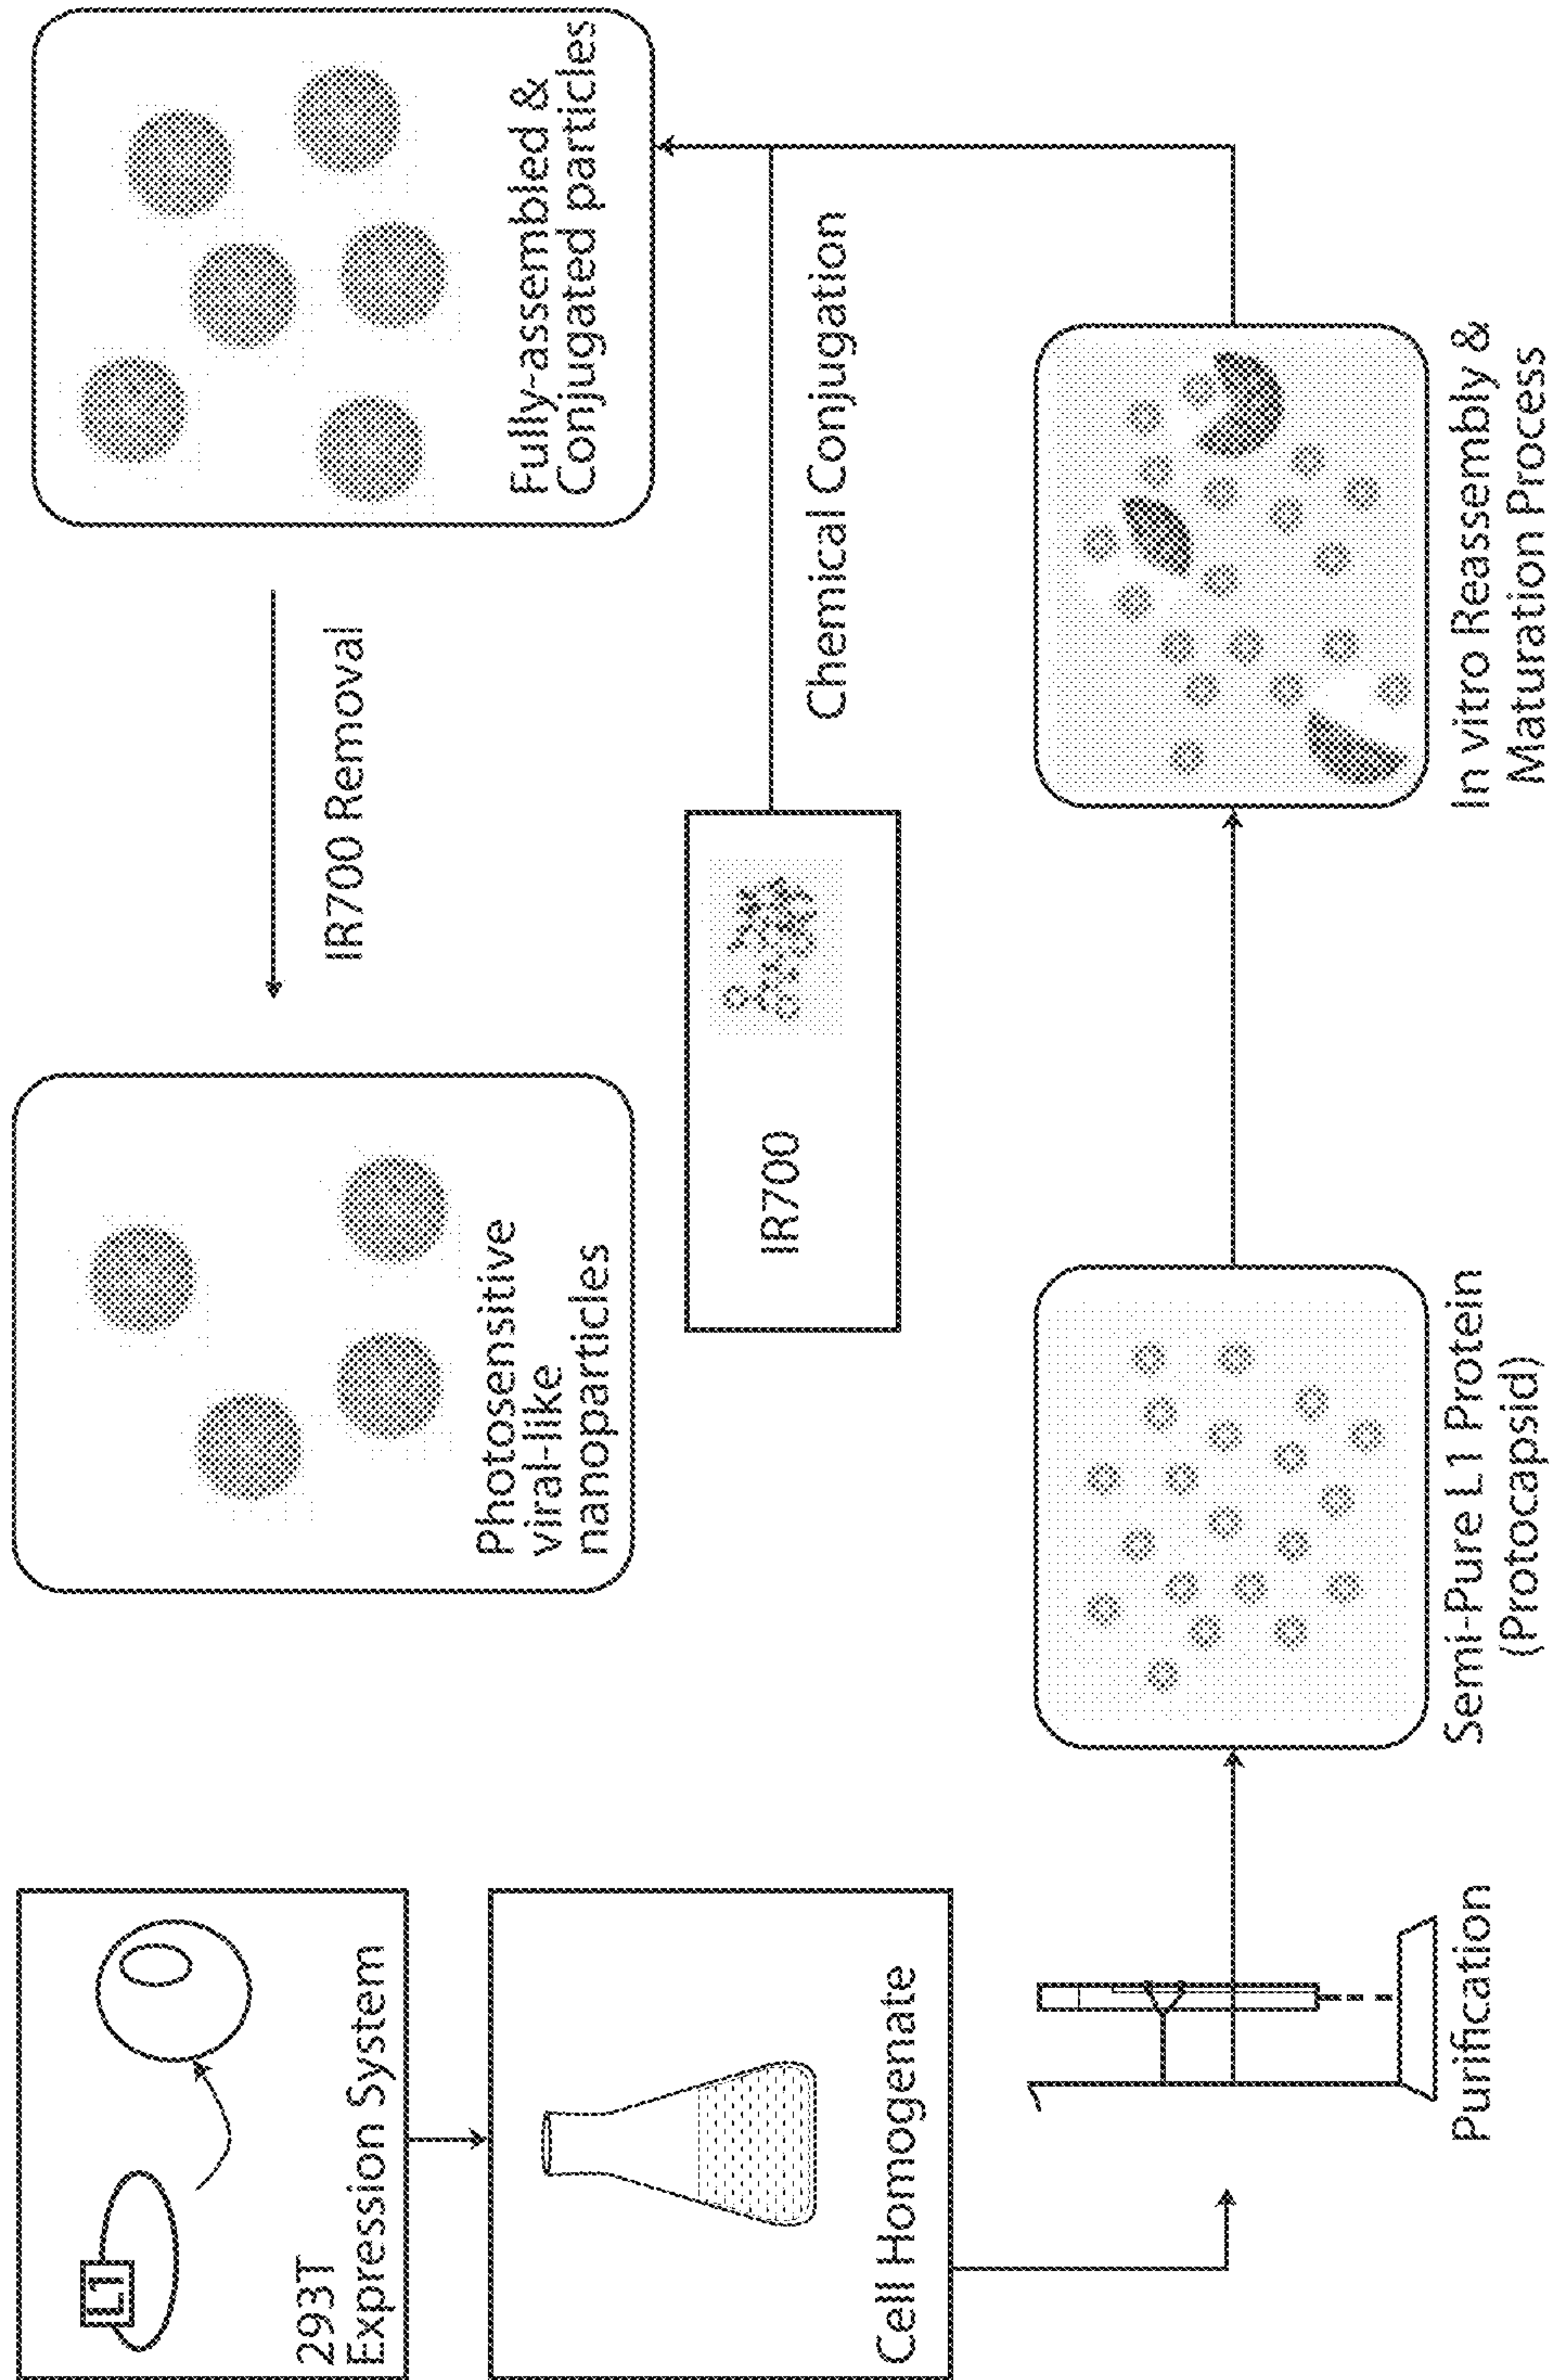 L1
293T
Expression System
Cell Homogenate
Purification
Semi-Pure L1 Protein
(Protocapsid)
In vitro Reassembly &
Maturation Process
IR700
Chemical Conjugation
Fully-assembled &
Conjugated particles
IR700 Removal
Photosensitive
viral-like
nanoparticles